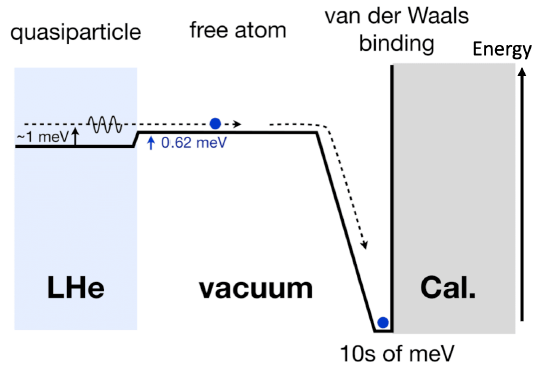 quasiparticle
free atom
van der Waals
binding
Energy
~1 meV
0.62 meV
LHe
vacuum
Cal.
10s of meV